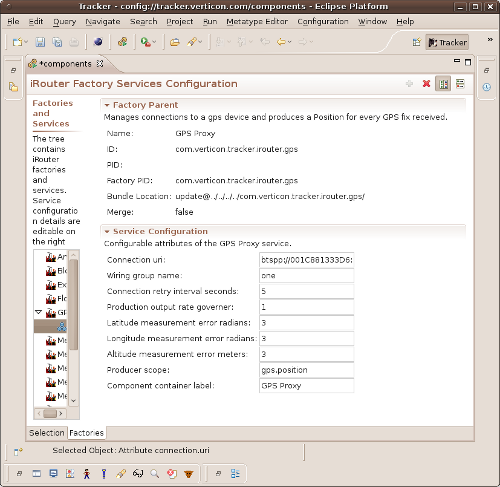 Tracker - config://tracker.verticon.com/components - Eclipse Platform
File Edit Query Navigate Search Project Run Metatype Editor Configuration Window Help
Tracker
*components
iRouter Factory Services Configuration
Factories
and
Services
The tree
contains
iRouter
factories
and
services.
Service
configuratio
n details are
editable on
the right
An
Blo
Ex
Flo
GP
Me
Me
Me
Me
Me
Factory Parent
Manages connections to a gps device and produces a Position for every GPS fix received.
Name: GPS Proxy
ID: com.verticon.tracker.irouter.gps
PID:
Factory PID: com.verticon.tracker.irouter.gps
Bundle Location: update@../../../../com.verticon.tracker.irouter.gps/
Merge: false
Service Configuration
Configurable attributes of the GPS Proxy service.
Connection uri: btspp://001C881333D6:
Wiring group name: one
Connection retry interval seconds: 5
Production output rate governer: 1
Latitude measurement error radians: 3
Longitude measurement error radians: 3
Altitude measurement error meters: 3
Producer scope: gps.position
Component container label: GPS Proxy
Selection Factories
Selected Object: Attribute connection.uri